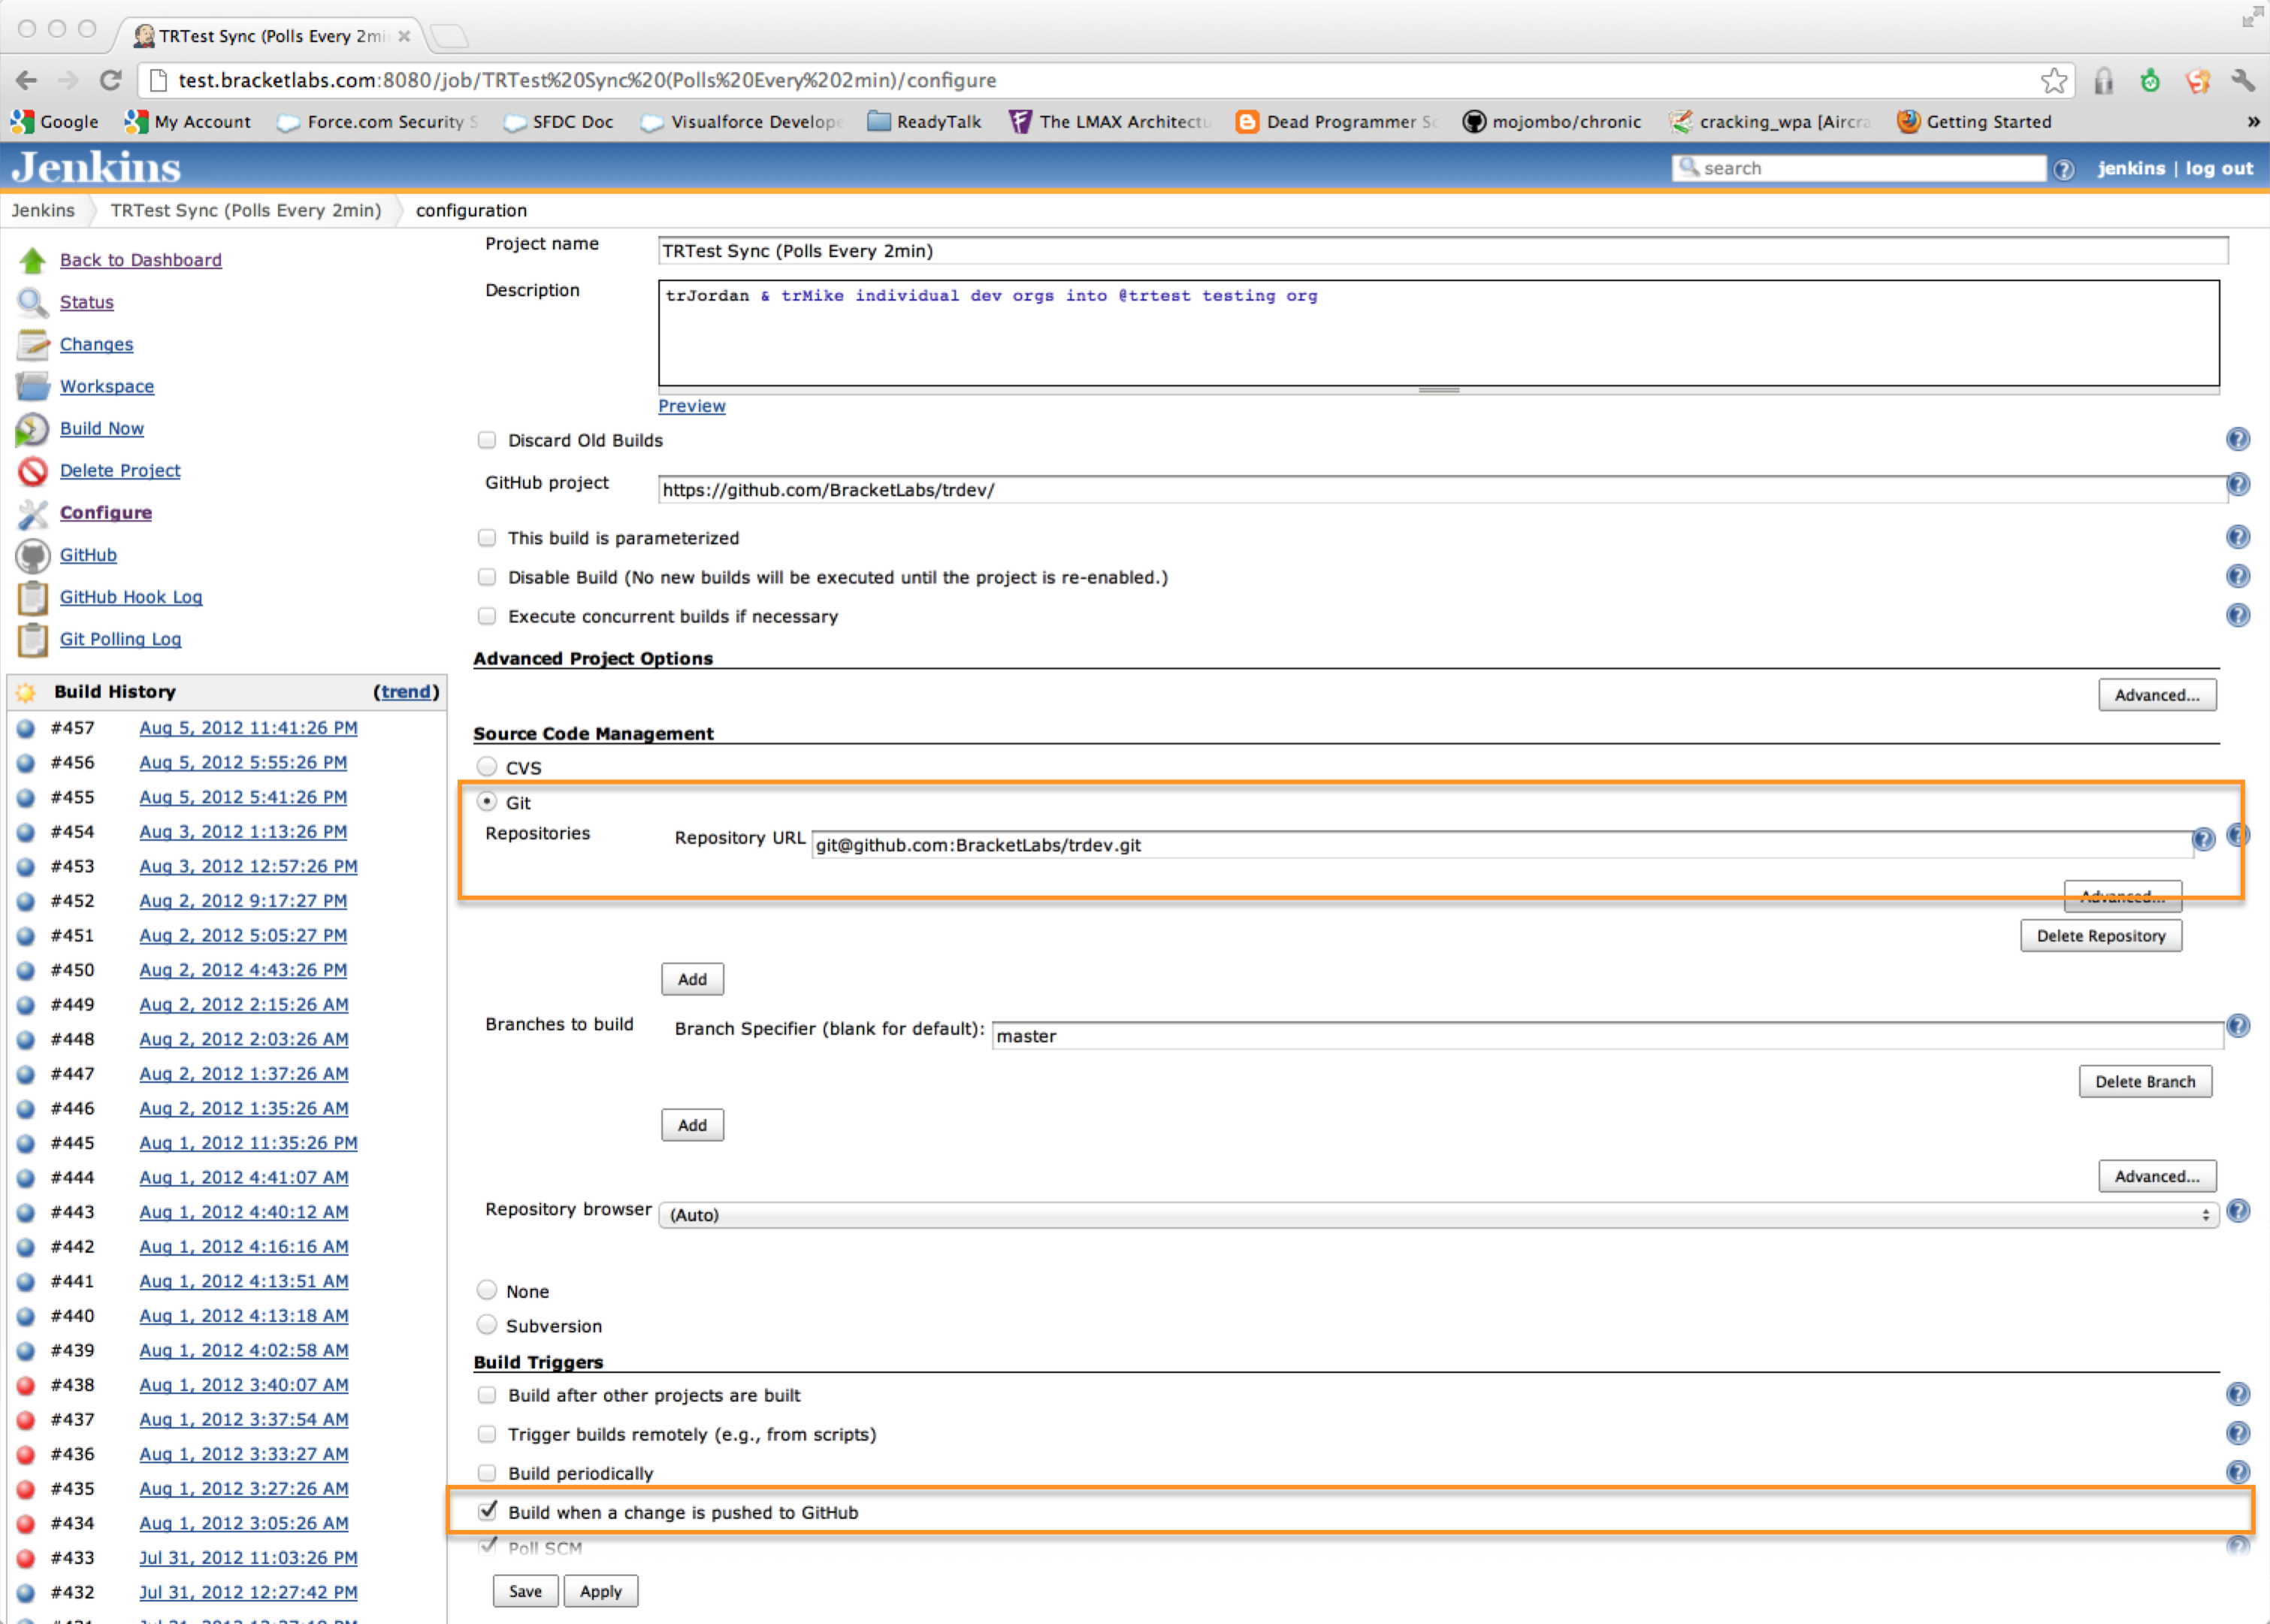 TRTest Sync (Polls Every 2mi
test.bracketlabs.com:8080/job/TRTest%20Sync%20(Polls%20Every%202min)/configure
Google My Account Force.com Security S SFDC Doc Visualforce Develope ReadyTalk The LMAX Architectu Dead Programmer So mojombo/chronic cracking_wpa [Aircra Getting Started »
Jenkins
search
jenkins | log out
Jenkins TRTest Sync (Polls Every 2min) configuration
Back to Dashboard
Status
Changes
Workspace
Build Now
Delete Project
Configure
GitHub
GitHub Hook Log
Git Polling Log
Build History (trend)
#457 Aug 5, 2012 11:41:26 PM
#456 Aug 5, 2012 5:55:26 PM
#455 Aug 5, 2012 5:41:26 PM
#454 Aug 3, 2012 1:13:26 PM
#453 Aug 3, 2012 12:57:26 PM
#452 Aug 2, 2012 9:17:27 PM
#451 Aug 2, 2012 5:05:27 PM
#450 Aug 2, 2012 4:43:26 PM
#449 Aug 2, 2012 2:15:26 AM
#448 Aug 2, 2012 2:03:26 AM
#447 Aug 2, 2012 1:37:26 AM
#446 Aug 2, 2012 1:35:26 AM
#445 Aug 1, 2012 11:35:26 PM
#444 Aug 1, 2012 4:41:07 AM
#443 Aug 1, 2012 4:40:12 AM
#442 Aug 1, 2012 4:16:16 AM
#441 Aug 1, 2012 4:13:51 AM
#440 Aug 1, 2012 4:13:18 AM
#439 Aug 1, 2012 4:02:58 AM
#438 Aug 1, 2012 3:40:07 AM
#437 Aug 1, 2012 3:37:54 AM
#436 Aug 1, 2012 3:33:27 AM
#435 Aug 1, 2012 3:27:26 AM
#434 Aug 1, 2012 3:05:26 AM
#433 Jul 31, 2012 11:03:26 PM
#432 Jul 31, 2012 12:27:42 PM
Project name TRTest Sync (Polls Every 2min)
Description trJordan & trMike individual dev orgs into @trtest testing org
Preview
Discard Old Builds
GitHub project https://github.com/BracketLabs/trdev/
This build is parameterized
Disable Build (No new builds will be executed until the project is re-enabled.)
Execute concurrent builds if necessary
Advanced Project Options
Advanced...
Source Code Management
CVS
Git
Repositories Repository URL git@github.com:BracketLabs/trdev.git
Advanced...
Delete Repository
Add
Branches to build Branch Specifier (blank for default): master
Delete Branch
Add
Advanced...
Repository browser (Auto)
None
Subversion
Build Triggers
Build after other projects are built
Trigger builds remotely (e.g., from scripts)
Build periodically
Build when a change is pushed to GitHub
Poll SCM
Save Apply